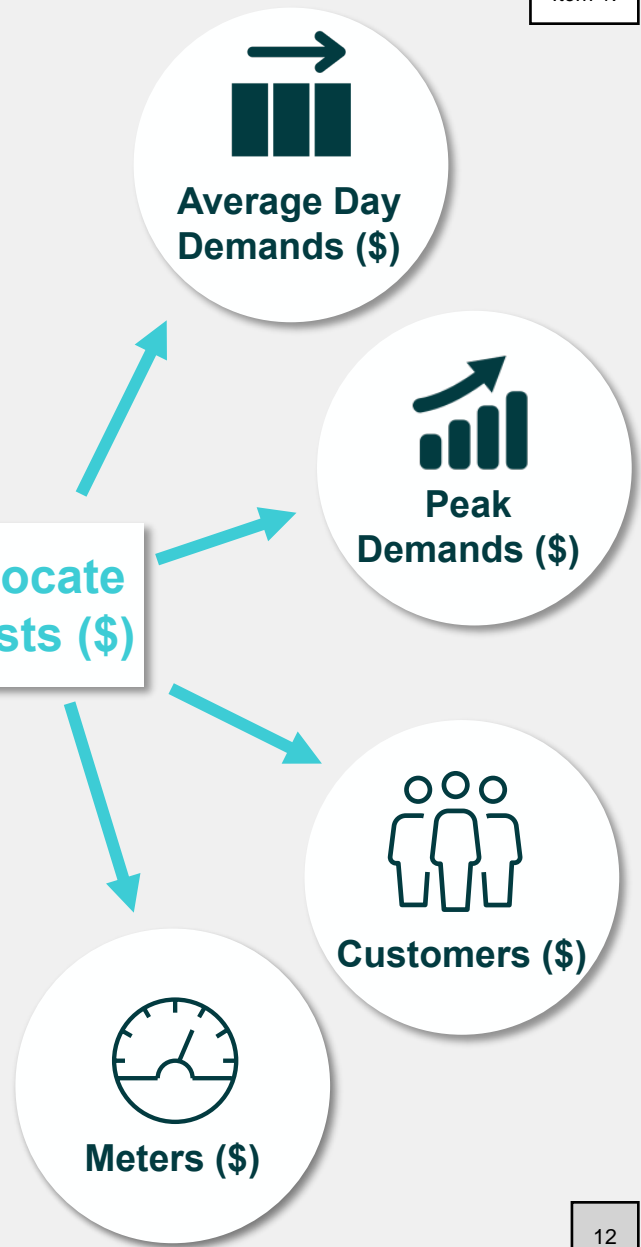 Average Day
Demands ($)
Peak
Demands ($)
ocate
sts ($)
Customers ($)
Meters ($)
12